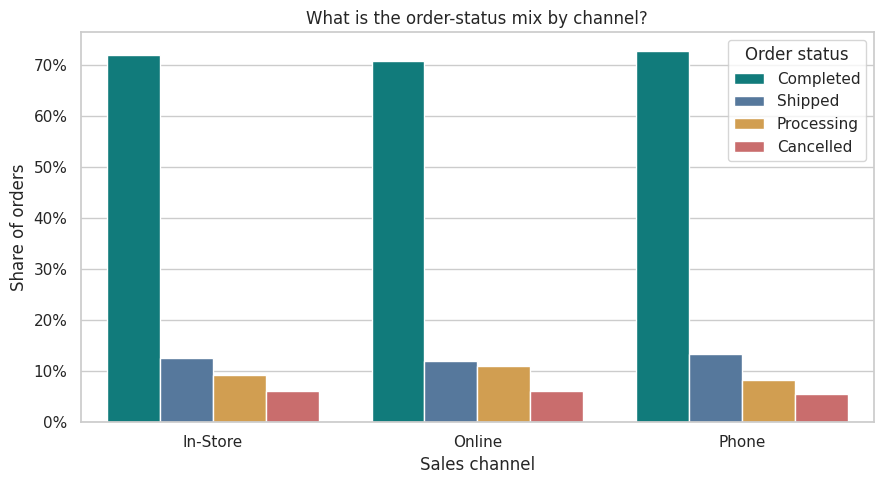 What is the order-status mix by channel?
Order status
Completed
Shipped
Processing
Cancelled
Share of orders
70%
60%
50%
40%
30%
20%
10%
0%
In-Store
Online
Phone
Sales channel